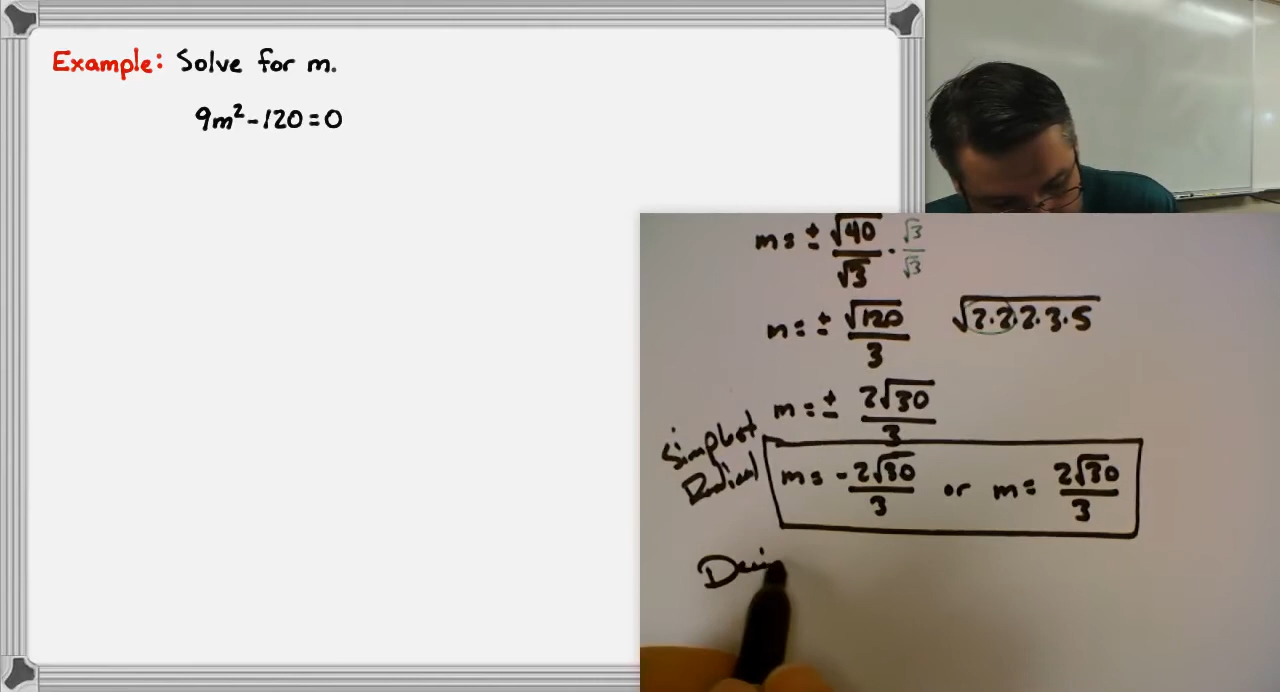 Example: Solve for m.
9m²-120=0
m = ± √40/√3 · √3/√3
m = ± √120/3 √2·2·2·3·5
m = ± 2√30/3
Simplest Radical
m = -2√30/3 or m = 2√30/3
Deci